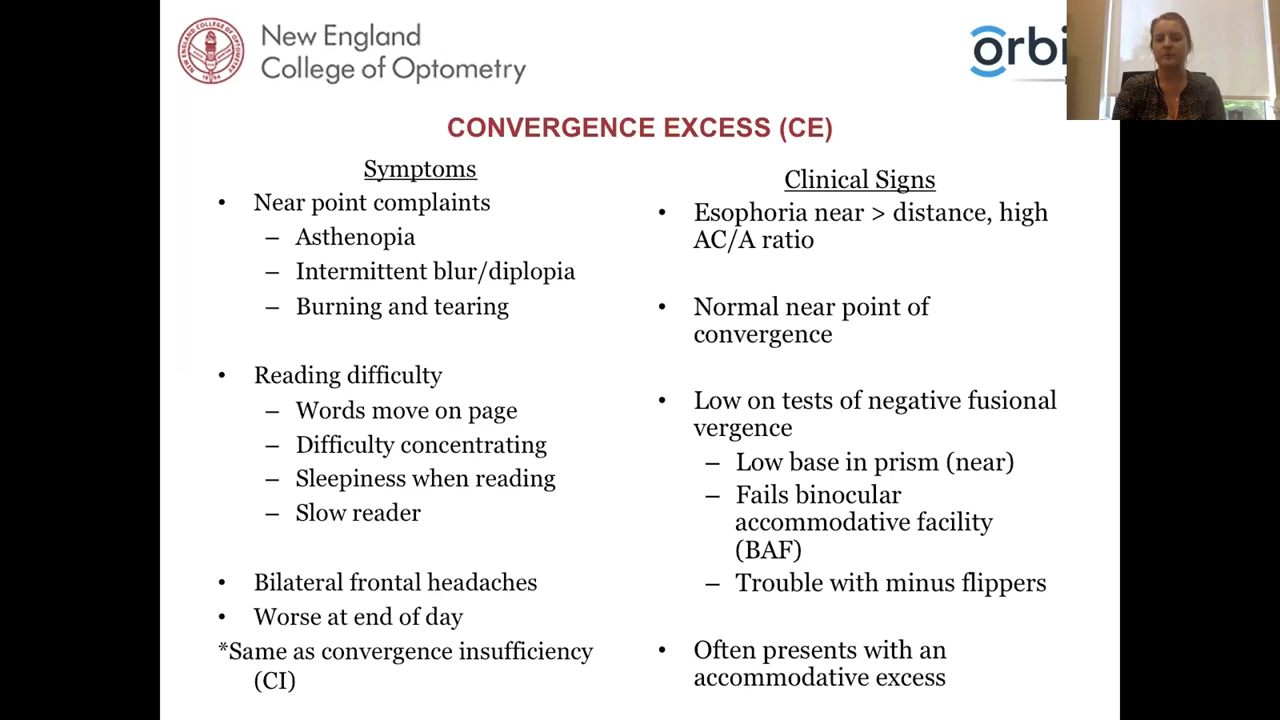 New England
College of Optometry
orbi
CONVERGENCE EXCESS (CE)
Symptoms
• Near point complaints
– Asthenopia
– Intermittent blur/diplopia
– Burning and tearing
• Reading difficulty
– Words move on page
– Difficulty concentrating
– Sleepiness when reading
– Slow reader
• Bilateral frontal headaches
• Worse at end of day
*Same as convergence insufficiency
(CI)
Clinical Signs
• Esophoria near > distance, high
AC/A ratio
• Normal near point of
convergence
• Low on tests of negative fusional
vergence
– Low base in prism (near)
– Fails binocular
accommodative facility
(BAF)
– Trouble with minus flippers
• Often presents with an
accommodative excess